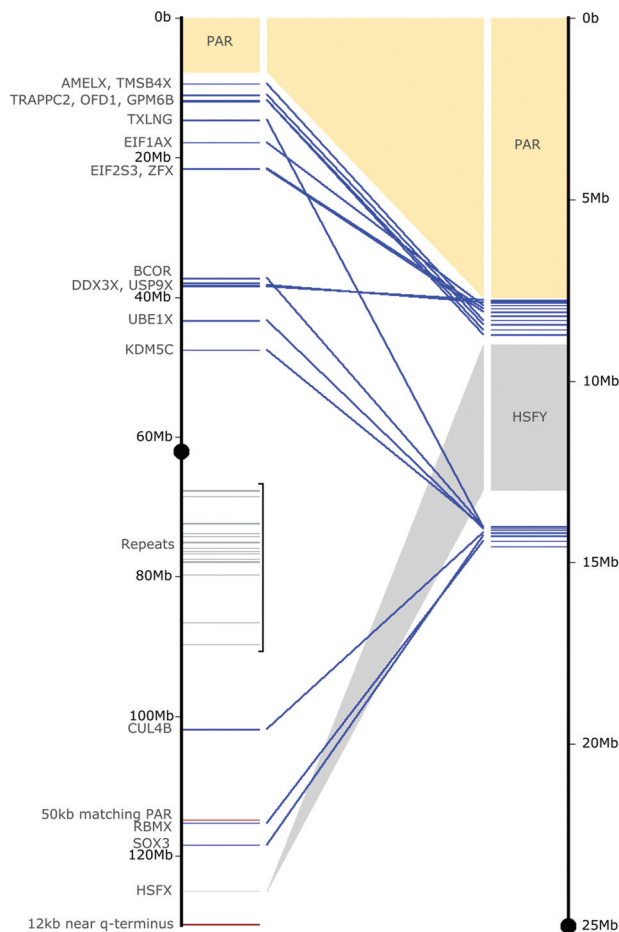 0b
0b
PAR
AMELX, TMSB4X
TRAPPC2, OFD1, GPM6B
TXLNG
EIF1AX
20Mb
EIF2S3, ZFX
PAR
5Mb
BCOR
DDX3X, USP9X
40Mb
UBE1X
KDM5C
10Mb
HSFY
60Mb
Repeats
15Mb
80Mb
100Mb
CUL4B
20Mb
50kb matching PAR
RBMX
SOX3
120Mb
HSFX
12kb near q-terminus
25Mb